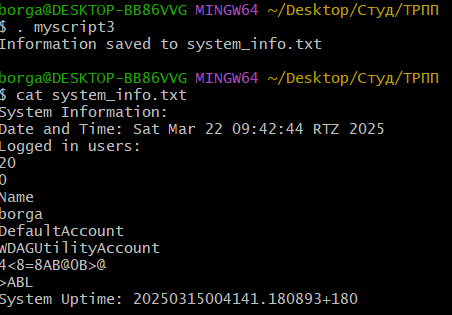 borga@DESKTOP-BB86VVG MINGW64 ~/Desktop/Студ/ТРПП
$ . myscript3
Information saved to system_info.txt
borga@DESKTOP-BB86VVG MINGW64 ~/Desktop/Студ/ТРПП
$ cat system_info.txt
System Information:
Date and Time: Sat Mar 22 09:42:44 RTZ 2025
Logged in users:
20
0
Name
borga
DefaultAccount
WDAGUtilityAccount
4<8=8AB@0B>@
>ABL
System Uptime: 20250315004141.180893+180